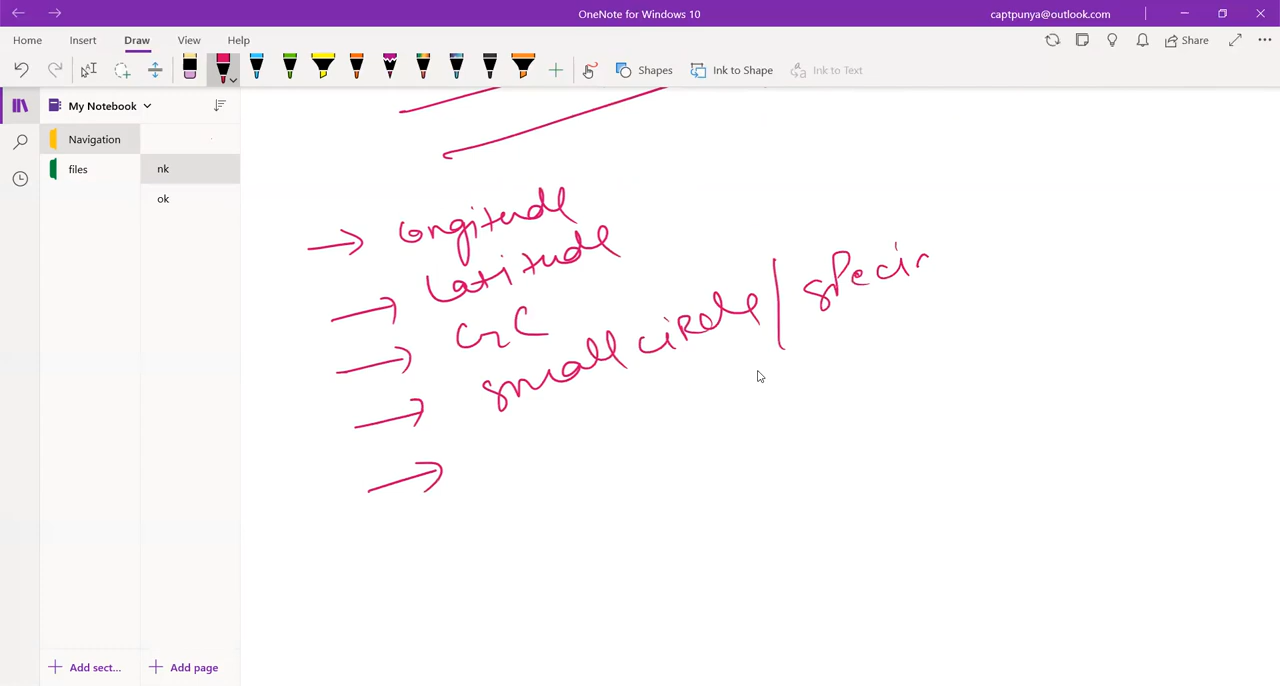 OneNote for Windows 10
captpunya@outlook.com
Home Insert Draw View Help
Share
Shapes Ink to Shape Ink to Text
My Notebook
Navigation
files
nk
ok
→ Longitude
→ Latitude
→ GC
→ small circle / speci
→
Add sect... Add page